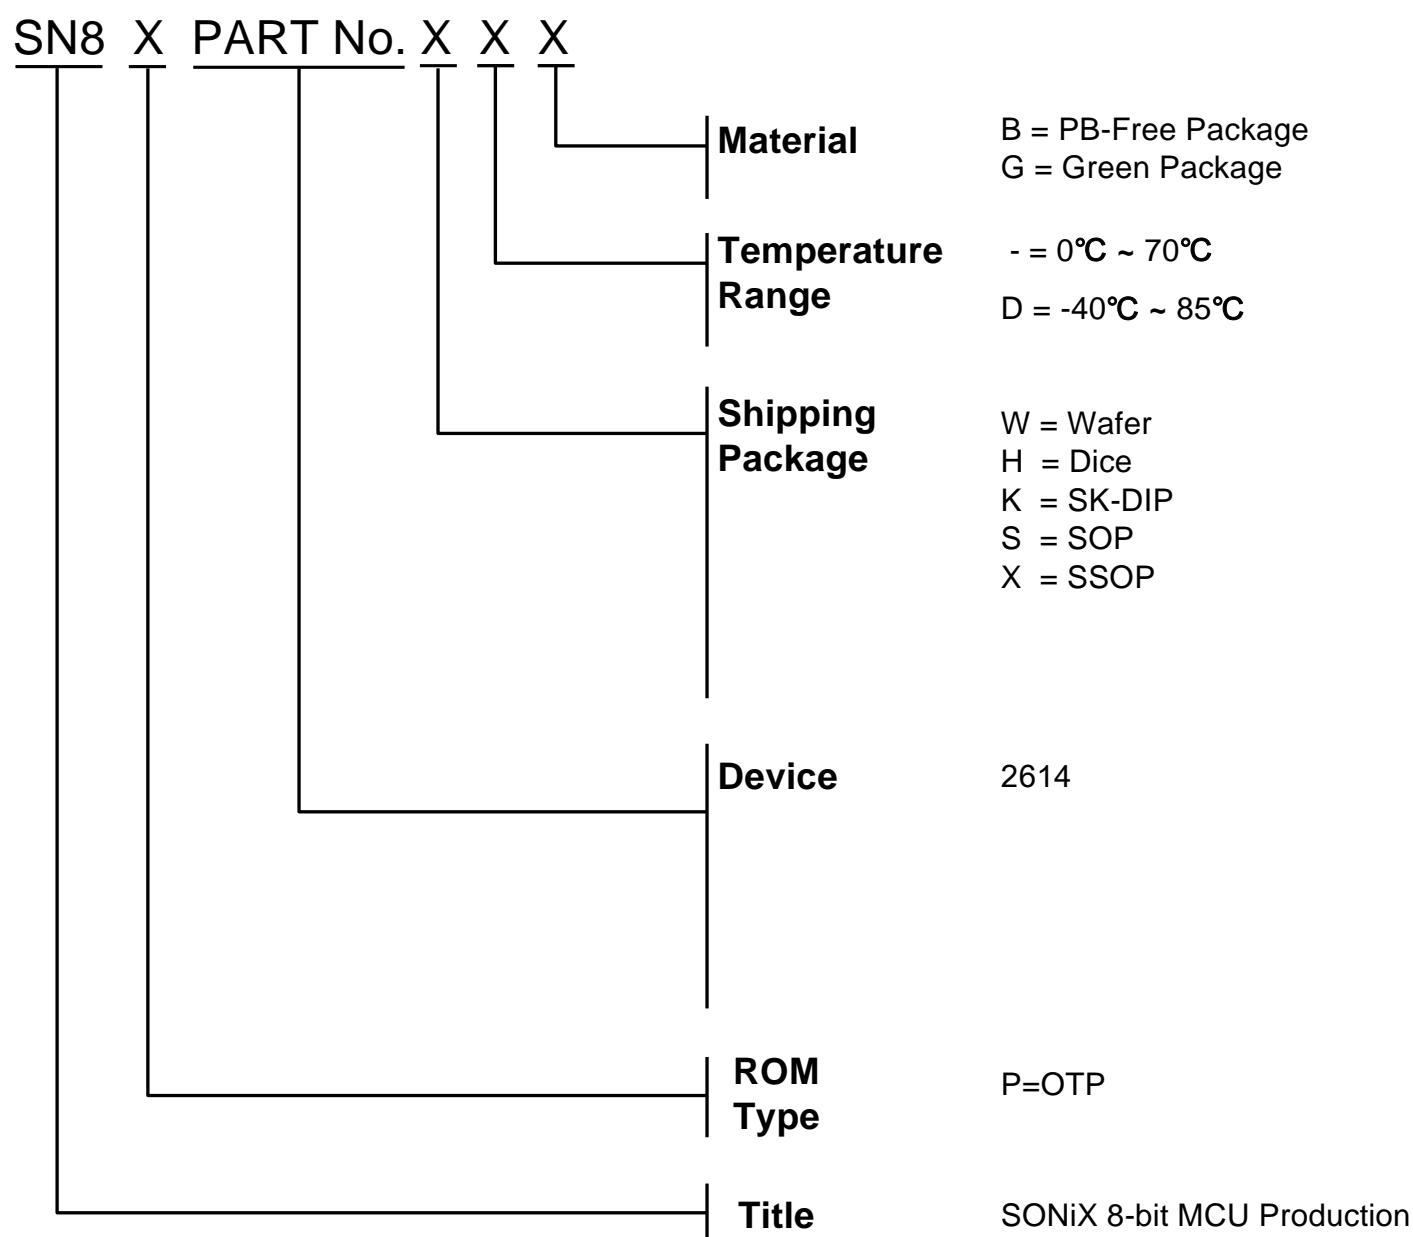 SN8 X PART No. X X X
Material
B = PB-Free Package
G = Green Package
Temperature
Range
- = 0℃ ~ 70℃
D = -40℃ ~ 85℃
Shipping
Package
W = Wafer
H = Dice
K = SK-DIP
S = SOP
X = SSOP
Device
2614
ROM
Type
P=OTP
Title
SONiX 8-bit MCU Production